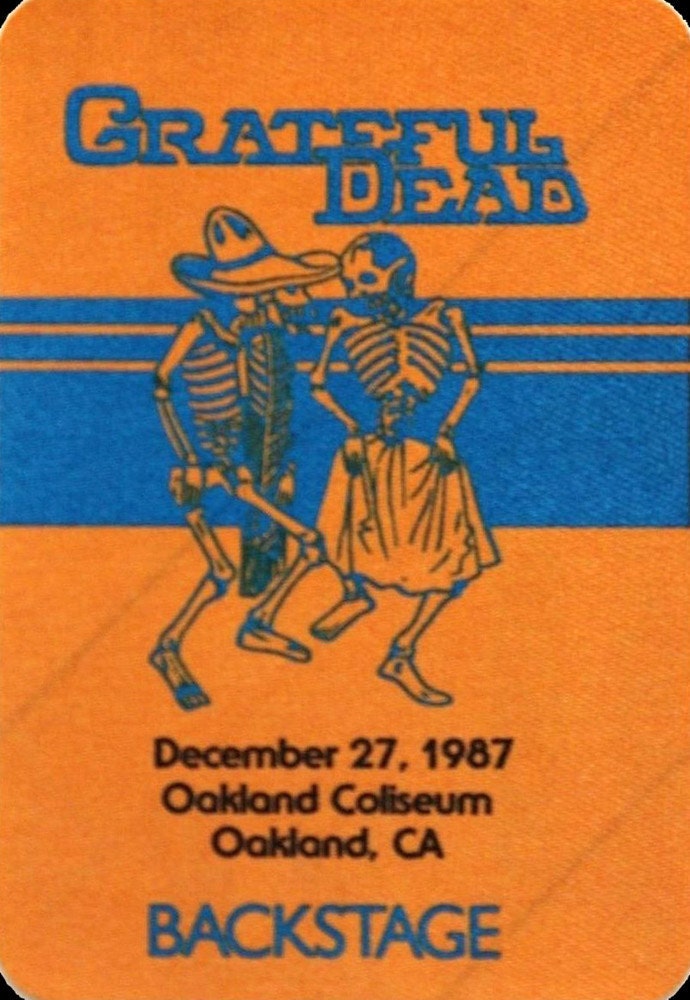 GRATEFUL
DEAD
December 27, 1987
Oakland Coliseum
Oakland, CA
BACKSTAGE